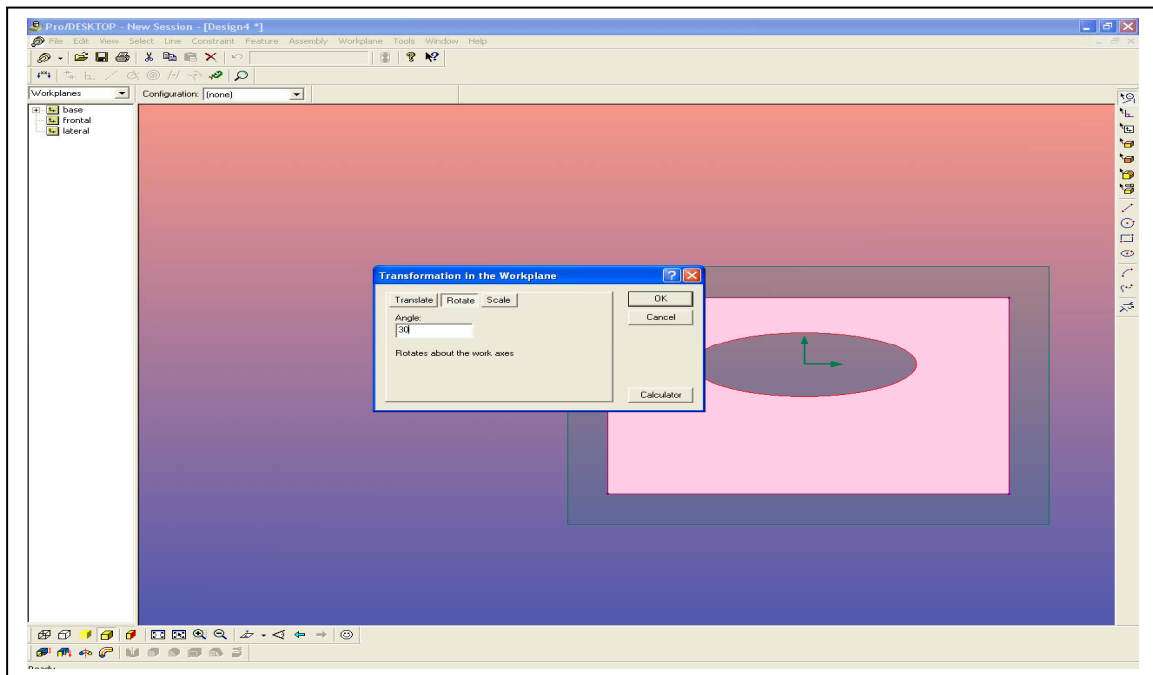 Pro/DESKTOP - New Session - [Design4 *]
File Edit View Select Line Constraint Feature Assembly Workplane Tools Window Help
Workplanes
Configuration: (none)
base
frontal
lateral
Transformation in the Workplane
Translate Rotate Scale
OK
Angle:
Cancel
30
Rotates about the work axes
Calculator
Ready